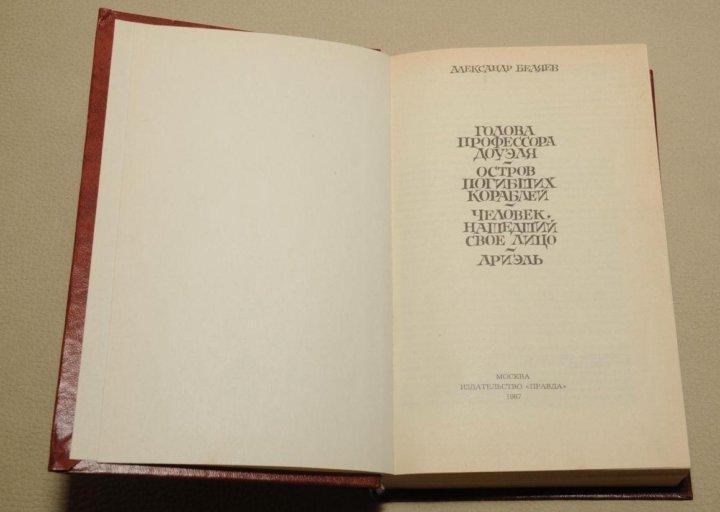 АЛЕКСАНДР БЕЛЯЕВ
ГОЛОВА
ПРОФЕССОРА
ДОУЭЛЯ
~
ОСТРОВ
ПОГИБШИХ
КОРАБЛЕЙ
~
ЧЕЛОВЕК,
НАШЕДШИЙ
СВОЕ ЛИЦО
~
АРИЭЛЬ
МОСКВА
ИЗДАТЕЛЬСТВО «ПРАВДА»
1987